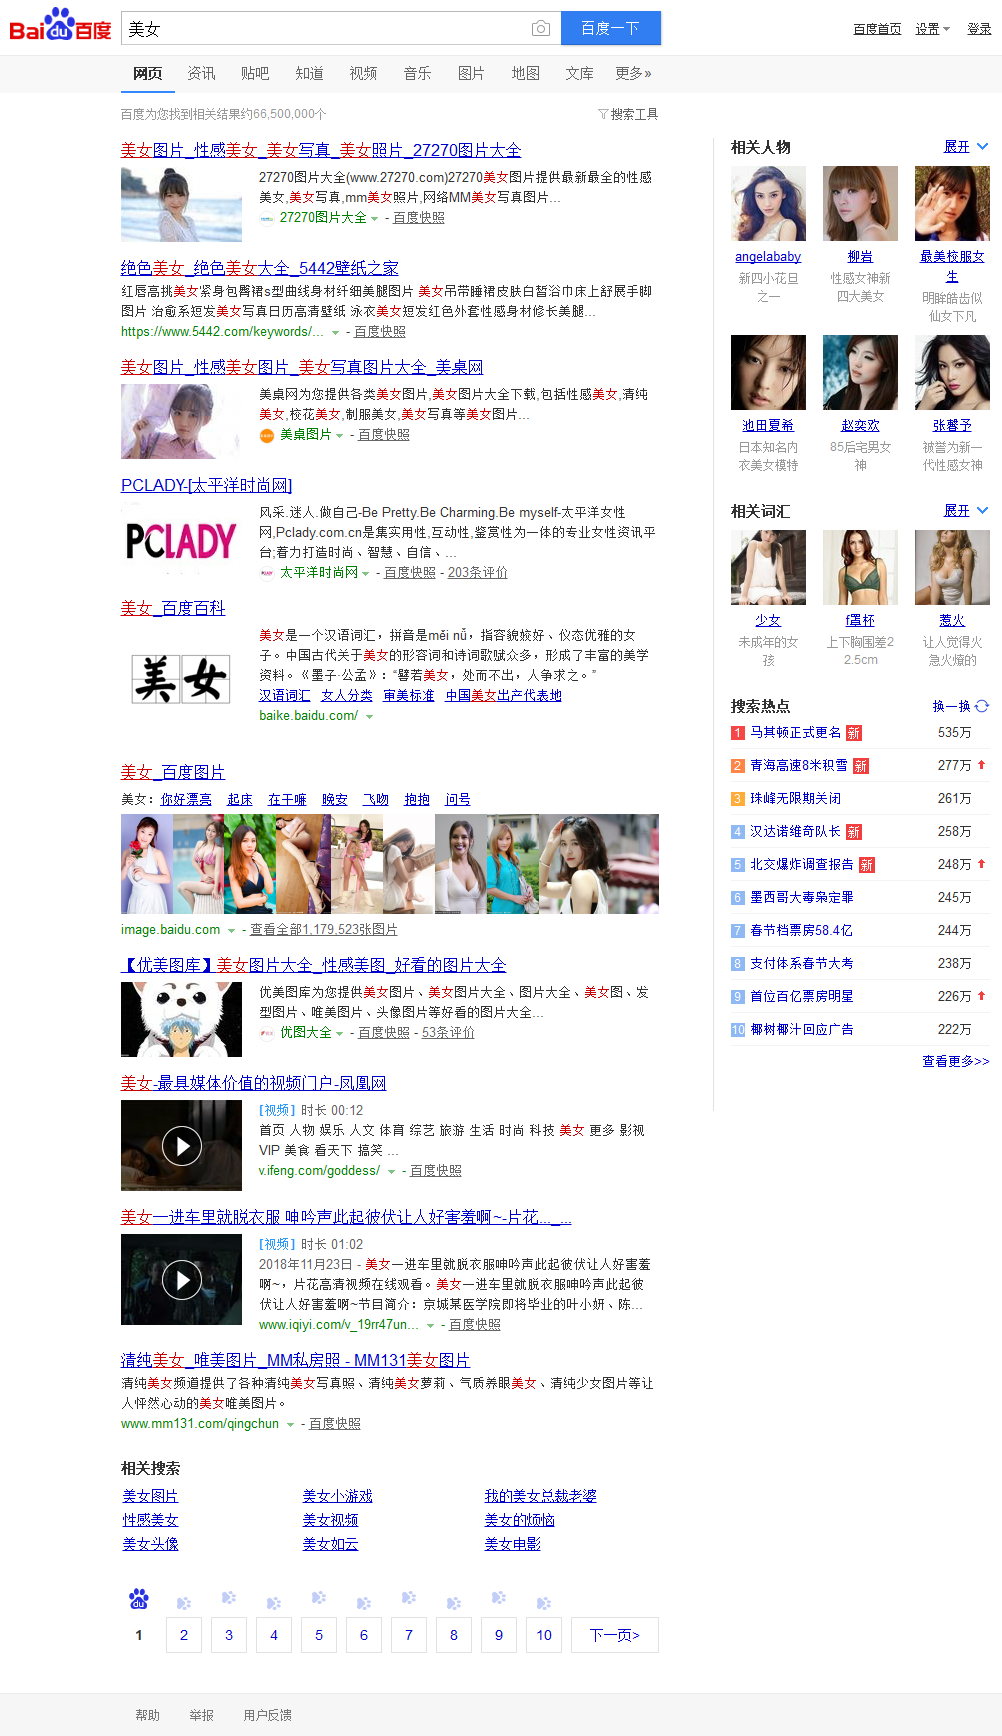 Bai du 百度
美女
百度一下
百度首页 设置 登录
网页 资讯 贴吧 知道 视频 音乐 图片 地图 文库 更多»
百度为您找到相关结果约66,500,000个
搜索工具
美女图片_性感美女_美女写真_美女照片_27270图片大全
27270图片大全(www.27270.com)27270美女图片提供最新最全的性感
美女,美女写真,mm美女照片,网络MM美女写真图片...
27270图片大全 - 百度快照
绝色美女_绝色美女大全_5442壁纸之家
红唇高挑美女紧身包臀裙s型曲线身材纤细美腿图片 美女吊带睡裙皮肤白皙浴巾床上舒展手脚
图片 治愈系短发美女写真日历高清壁纸 泳衣美女短发红色外套性感身材修长美腿...
https://www.5442.com/keywords/... - 百度快照
美女图片_性感美女图片_美女写真图片大全_美桌网
美桌网为您提供各类美女图片,美女图片大全下载,包括性感美女,清纯
美女,校花美女,制服美女,美女写真等美女图片...
美桌图片 - 百度快照
PCLADY-[太平洋时尚网]
PCLADY
风采.迷人.做自己-Be Pretty.Be Charming.Be myself-太平洋女性
网,Pclady.com.cn是集实用性,互动性,鉴赏性为一体的专业女性资讯平
台;着力打造时尚、智慧、自信、...
太平洋时尚网 - 百度快照 - 203条评价
美女_百度百科
美女
美女是一个汉语词汇，拼音是měi nǚ，指容貌姣好、仪态优雅的女
子。中国古代关于美女的形容词和诗词歌赋众多，形成了丰富的美学
资料。《墨子·公孟》：“譬若美女，处而不出，人争求之。”
汉语词汇 女人分类 审美标准 中国美女出产代表地
baike.baidu.com/
美女_百度图片
美女： 你好漂亮 起床 在干嘛 晚安 飞吻 抱抱 问号
image.baidu.com - 查看全部1,179,523张图片
【优美图库】美女图片大全_性感美图_好看的图片大全
优美图库为您提供美女图片、美女图片大全、图片大全、美女图、发
型图片、唯美图片、头像图片等好看的图片大全...
优图大全 - 百度快照 - 53条评价
美女-最具媒体价值的视频门户-凤凰网
[视频] 时长 00:12
首页 人物 娱乐 人文 体育 综艺 旅游 生活 时尚 科技 美女 更多 影视
VIP 美食 看天下 搞笑 ...
v.ifeng.com/goddess/ - 百度快照
美女一进车里就脱衣服 呻吟声此起彼伏让人好害羞啊~-片花..._...
[视频] 时长 01:02
2018年11月23日 - 美女一进车里就脱衣服呻吟声此起彼伏让人好害羞
啊~，片花高清视频在线观看。美女一进车里就脱衣服呻吟声此起彼
伏让人好害羞啊~节目简介：京城某医学院即将毕业的叶小妍、陈...
www.iqiyi.com/v_19rr47un... - 百度快照
清纯美女_唯美图片_MM私房照 - MM131美女图片
清纯美女频道提供了各种清纯美女写真照、清纯美女萝莉、气质养眼美女、清纯少女图片等让
人怦然心动的美女唯美图片。
www.mm131.com/qingchun - 百度快照
相关搜索
美女图片 美女小游戏 我的美女总裁老婆
性感美女 美女视频 美女的烦恼
美女头像 美女如云 美女电影
du
1 2 3 4 5 6 7 8 9 10 下一页>
相关人物 展开
angelababy 柳岩 最美校服女
生
新四小花旦
之一
性感女神新
四大美女
明眸皓齿似
仙女下凡
池田夏希 赵奕欢 张馨予
日本知名内
衣美女模特
85后宅男女
神
被誉为新一
代性感女神
相关词汇 展开
少女 f罩杯 惹火
未成年的女
孩
上下胸围差2
2.5cm
让人觉得火
急火燎的
搜索热点 换一换
1 马其顿正式更名 新 535万
2 青海高速8米积雪 新 277万
3 珠峰无限期关闭 261万
4 汉达诺维奇队长 新 258万
5 北交爆炸调查报告 新 248万
6 墨西哥大毒枭定罪 245万
7 春节档票房58.4亿 244万
8 支付体系春节大考 238万
9 首位百亿票房明星 226万
10 椰树椰汁回应广告 222万
查看更多>>
帮助 举报 用户反馈